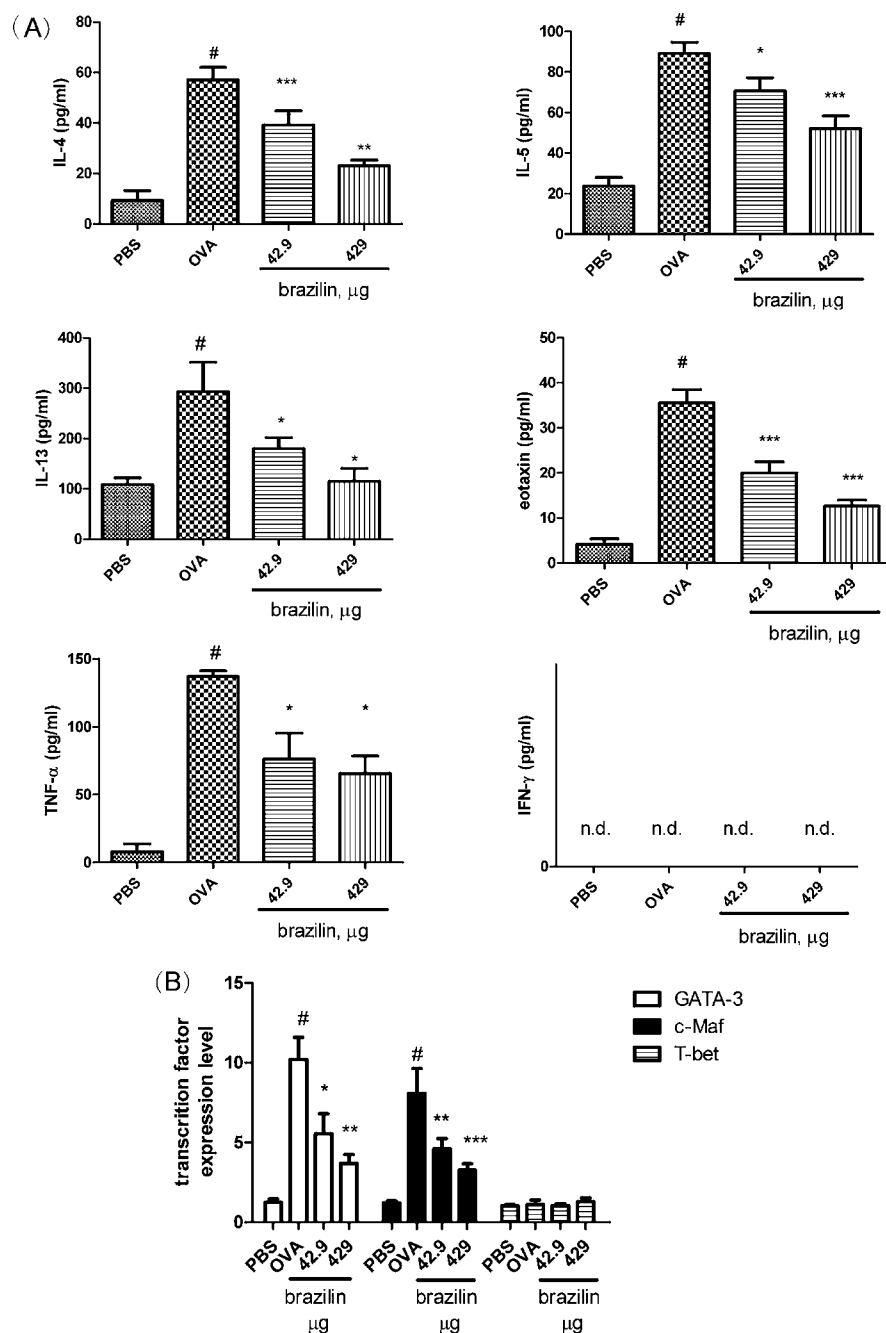 (A)
IL-4 (pg/ml)
80
60
40
20
0
#
***
**
PBS
OVA
42.9
429
brazilin, µg
IL-5 (pg/ml)
100
80
60
40
20
0
#
*
***
PBS
OVA
42.9
429
brazilin, µg
IL-13 (pg/ml)
400
300
200
100
0
#
*
*
PBS
OVA
42.9
429
brazilin, µg
eotaxin (pg/ml)
50
40
30
20
10
0
#
***
***
PBS
OVA
42.9
429
brazilin, µg
TNF-α (pg/ml)
150
100
50
0
#
*
*
PBS
OVA
42.9
429
brazilin, µg
IFN-γ (pg/ml)
0
n.d. n.d. n.d. n.d.
PBS
OVA
42.9
429
brazilin, µg
(B)
transcrition factor
expression level
15
10
5
0
#
*
**
#
**
***
GATA-3
c-Maf
T-bet
PBS
OVA
42.9
429
brazilin
µg
PBS
OVA
42.9
429
brazilin
µg
PBS
OVA
42.9
429
brazilin
µg